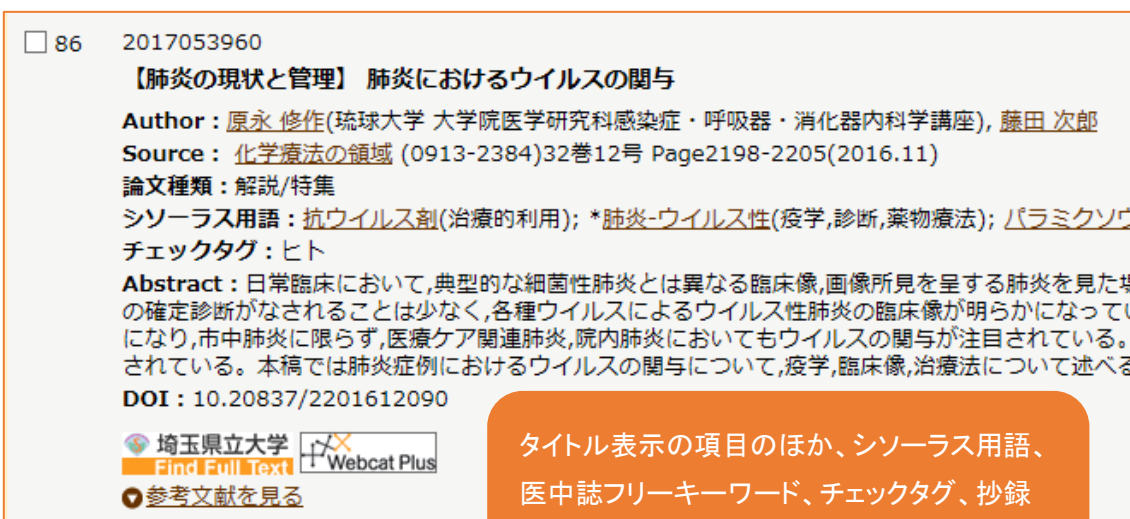 86 2017053960
【肺炎の現状と管理】 肺炎におけるウイルスの関与
Author：原永 修作(琉球大学 大学院医学研究科感染症・呼吸器・消化器内科学講座), 藤田 次郎
Source： 化学療法の領域 (0913-2384)32巻12号 Page2198-2205(2016.11)
論文種類：解説/特集
シソーラス用語：抗ウイルス剤(治療的利用); *肺炎-ウイルス性(疫学,診断,薬物療法); パラミクソウ
チェックタグ：ヒト
Abstract：日常臨床において,典型的な細菌性肺炎とは異なる臨床像,画像所見を呈する肺炎を見た場
の確定診断がなされることは少なく,各種ウイルスによるウイルス性肺炎の臨床像が明らかになってい
になり,市中肺炎に限らず,医療ケア関連肺炎,院内肺炎においてもウイルスの関与が注目されている。
されている。本稿では肺炎症例におけるウイルスの関与について,疫学,臨床像,治療法について述べる
DOI：10.20837/2201612090
埼玉県立大学
Find Full Text
Webcat Plus
参考文献を見る
タイトル表示の項目のほか、シソーラス用語、
医中誌フリーキーワード、チェックタグ、抄録